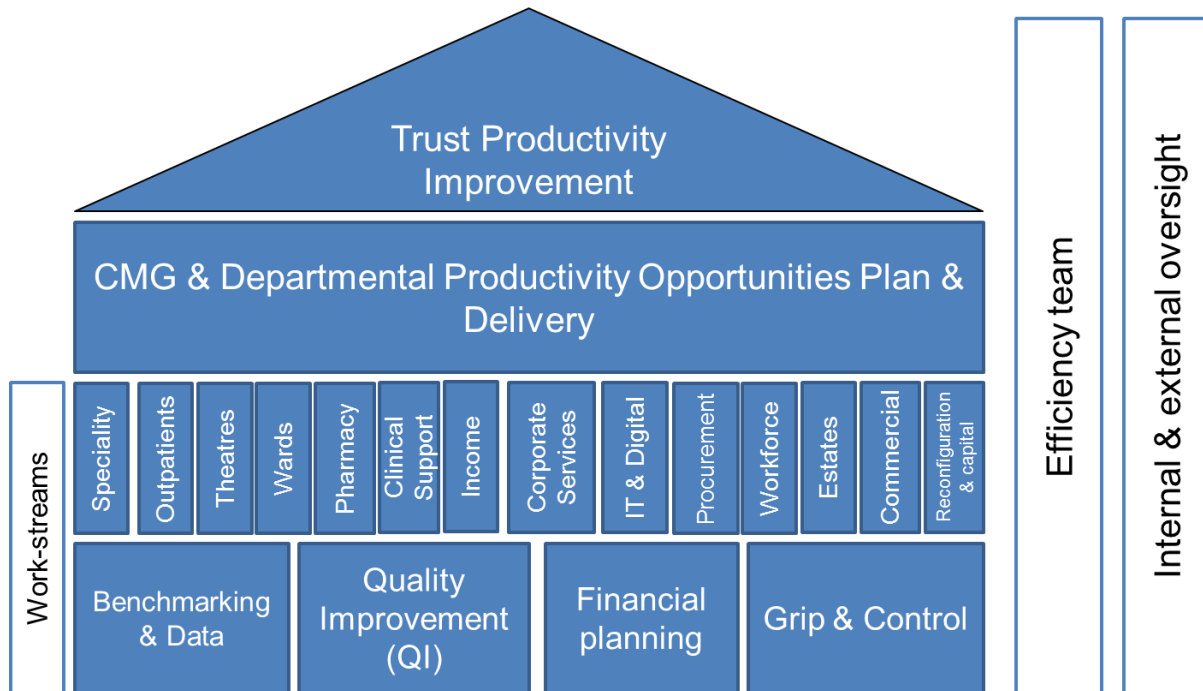 Trust Productivity
Improvement
CMG & Departmental Productivity Opportunities Plan &
Delivery
Work-streams
Speciality
Outpatients
Theatres
Wards
Pharmacy
Clinical
Support
Income
Corporate
Services
IT & Digital
Procurement
Workforce
Estates
Commercial
Reconfiguration
& capital
Benchmarking
& Data
Quality
Improvement
(QI)
Financial
planning
Grip & Control
Efficiency team
Internal & external oversight